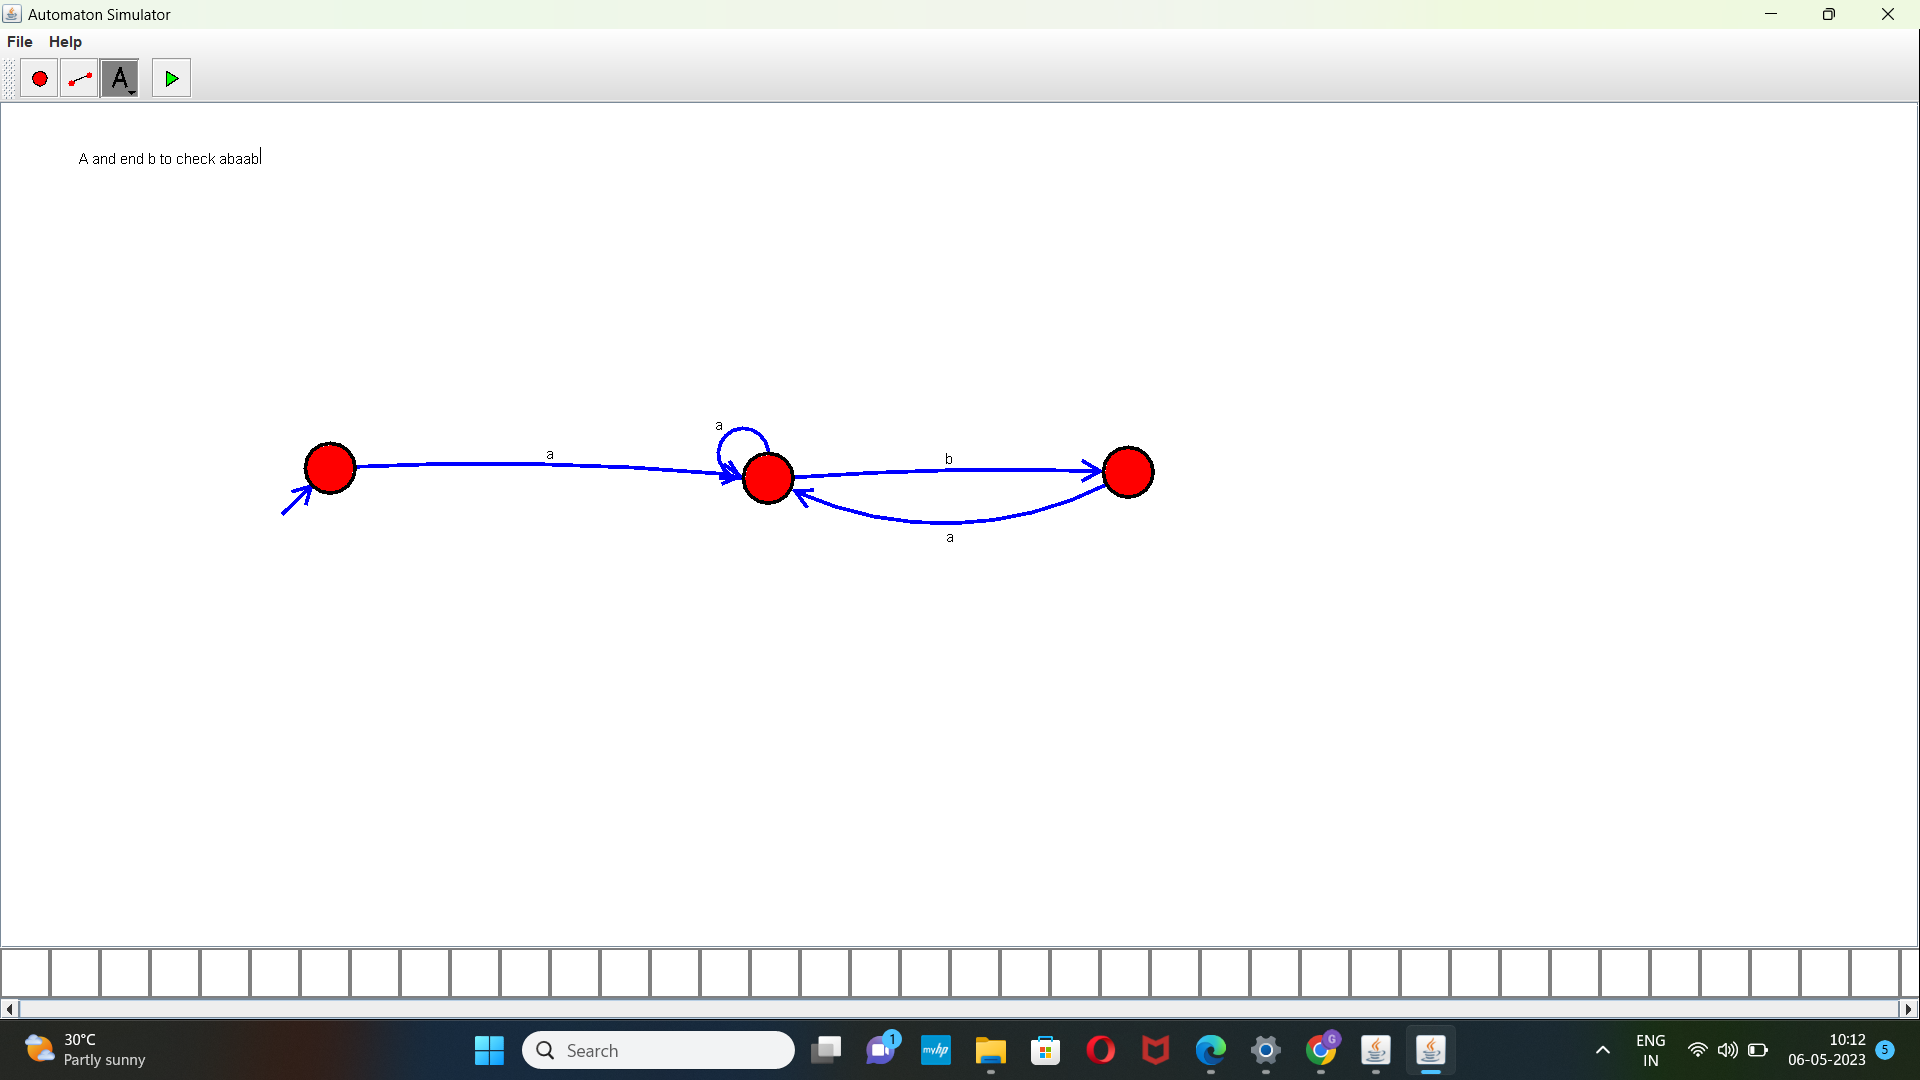 Automaton Simulator
File Help
A
A and end b to check abaab
a
a
b
a
30°C
Partly sunny
Search
1
myhp
G
ENG
IN
10:12
06-05-2023
5